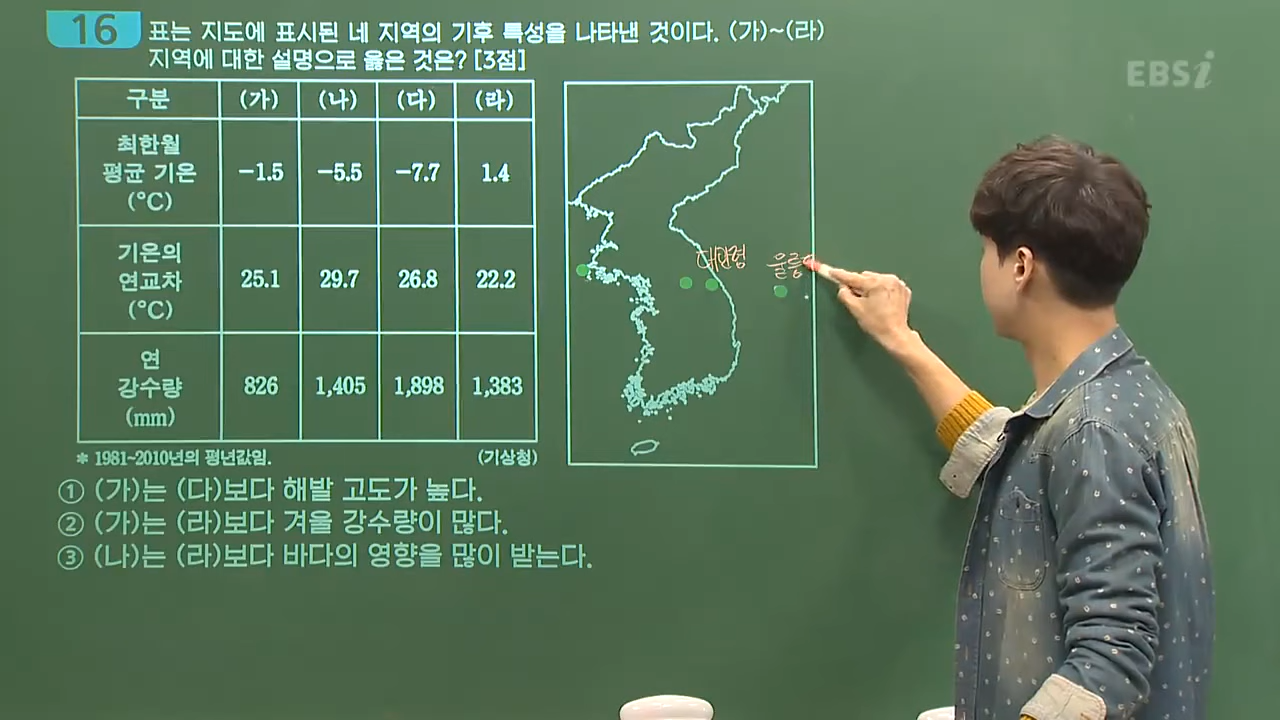 16 표는 지도에 표시된 네 지역의 기후 특성을 나타낸 것이다. (가)~(라)
지역에 대한 설명으로 옳은 것은? [3점]
EBSi
구분 (가) (나) (다) (라)
최한월 평균 기온 (°C) -1.5 -5.5 -7.7 1.4
기온의 연교차 (°C) 25.1 29.7 26.8 22.2
연 강수량 (mm) 826 1,405 1,898 1,383
* 1981~2010년의 평년값임. (기상청)
대관령 울릉
① (가)는 (다)보다 해발 고도가 높다.
② (가)는 (라)보다 겨울 강수량이 많다.
③ (나)는 (라)보다 바다의 영향을 많이 받는다.